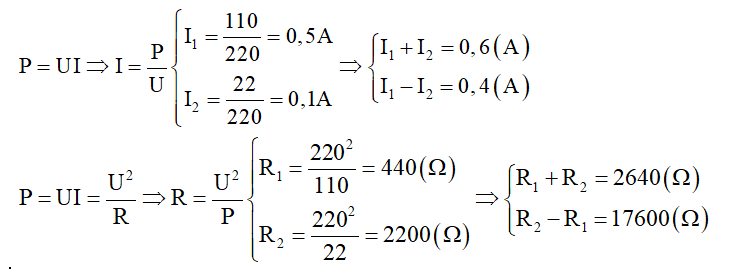 P = UI ⇒ I = P/U { I₁ = 110/220 = 0,5A ; I₂ = 22/220 = 0,1A ⇒ { I₁ + I₂ = 0,6(A) ; I₁ − I₂ = 0,4(A)
P = UI = U²/R ⇒ R = U²/P { R₁ = 220²/110 = 440(Ω) ; R₂ = 220²/22 = 2200(Ω) ⇒ { R₁ + R₂ = 2640(Ω) ; R₂ − R₁ = 17600(Ω)
.